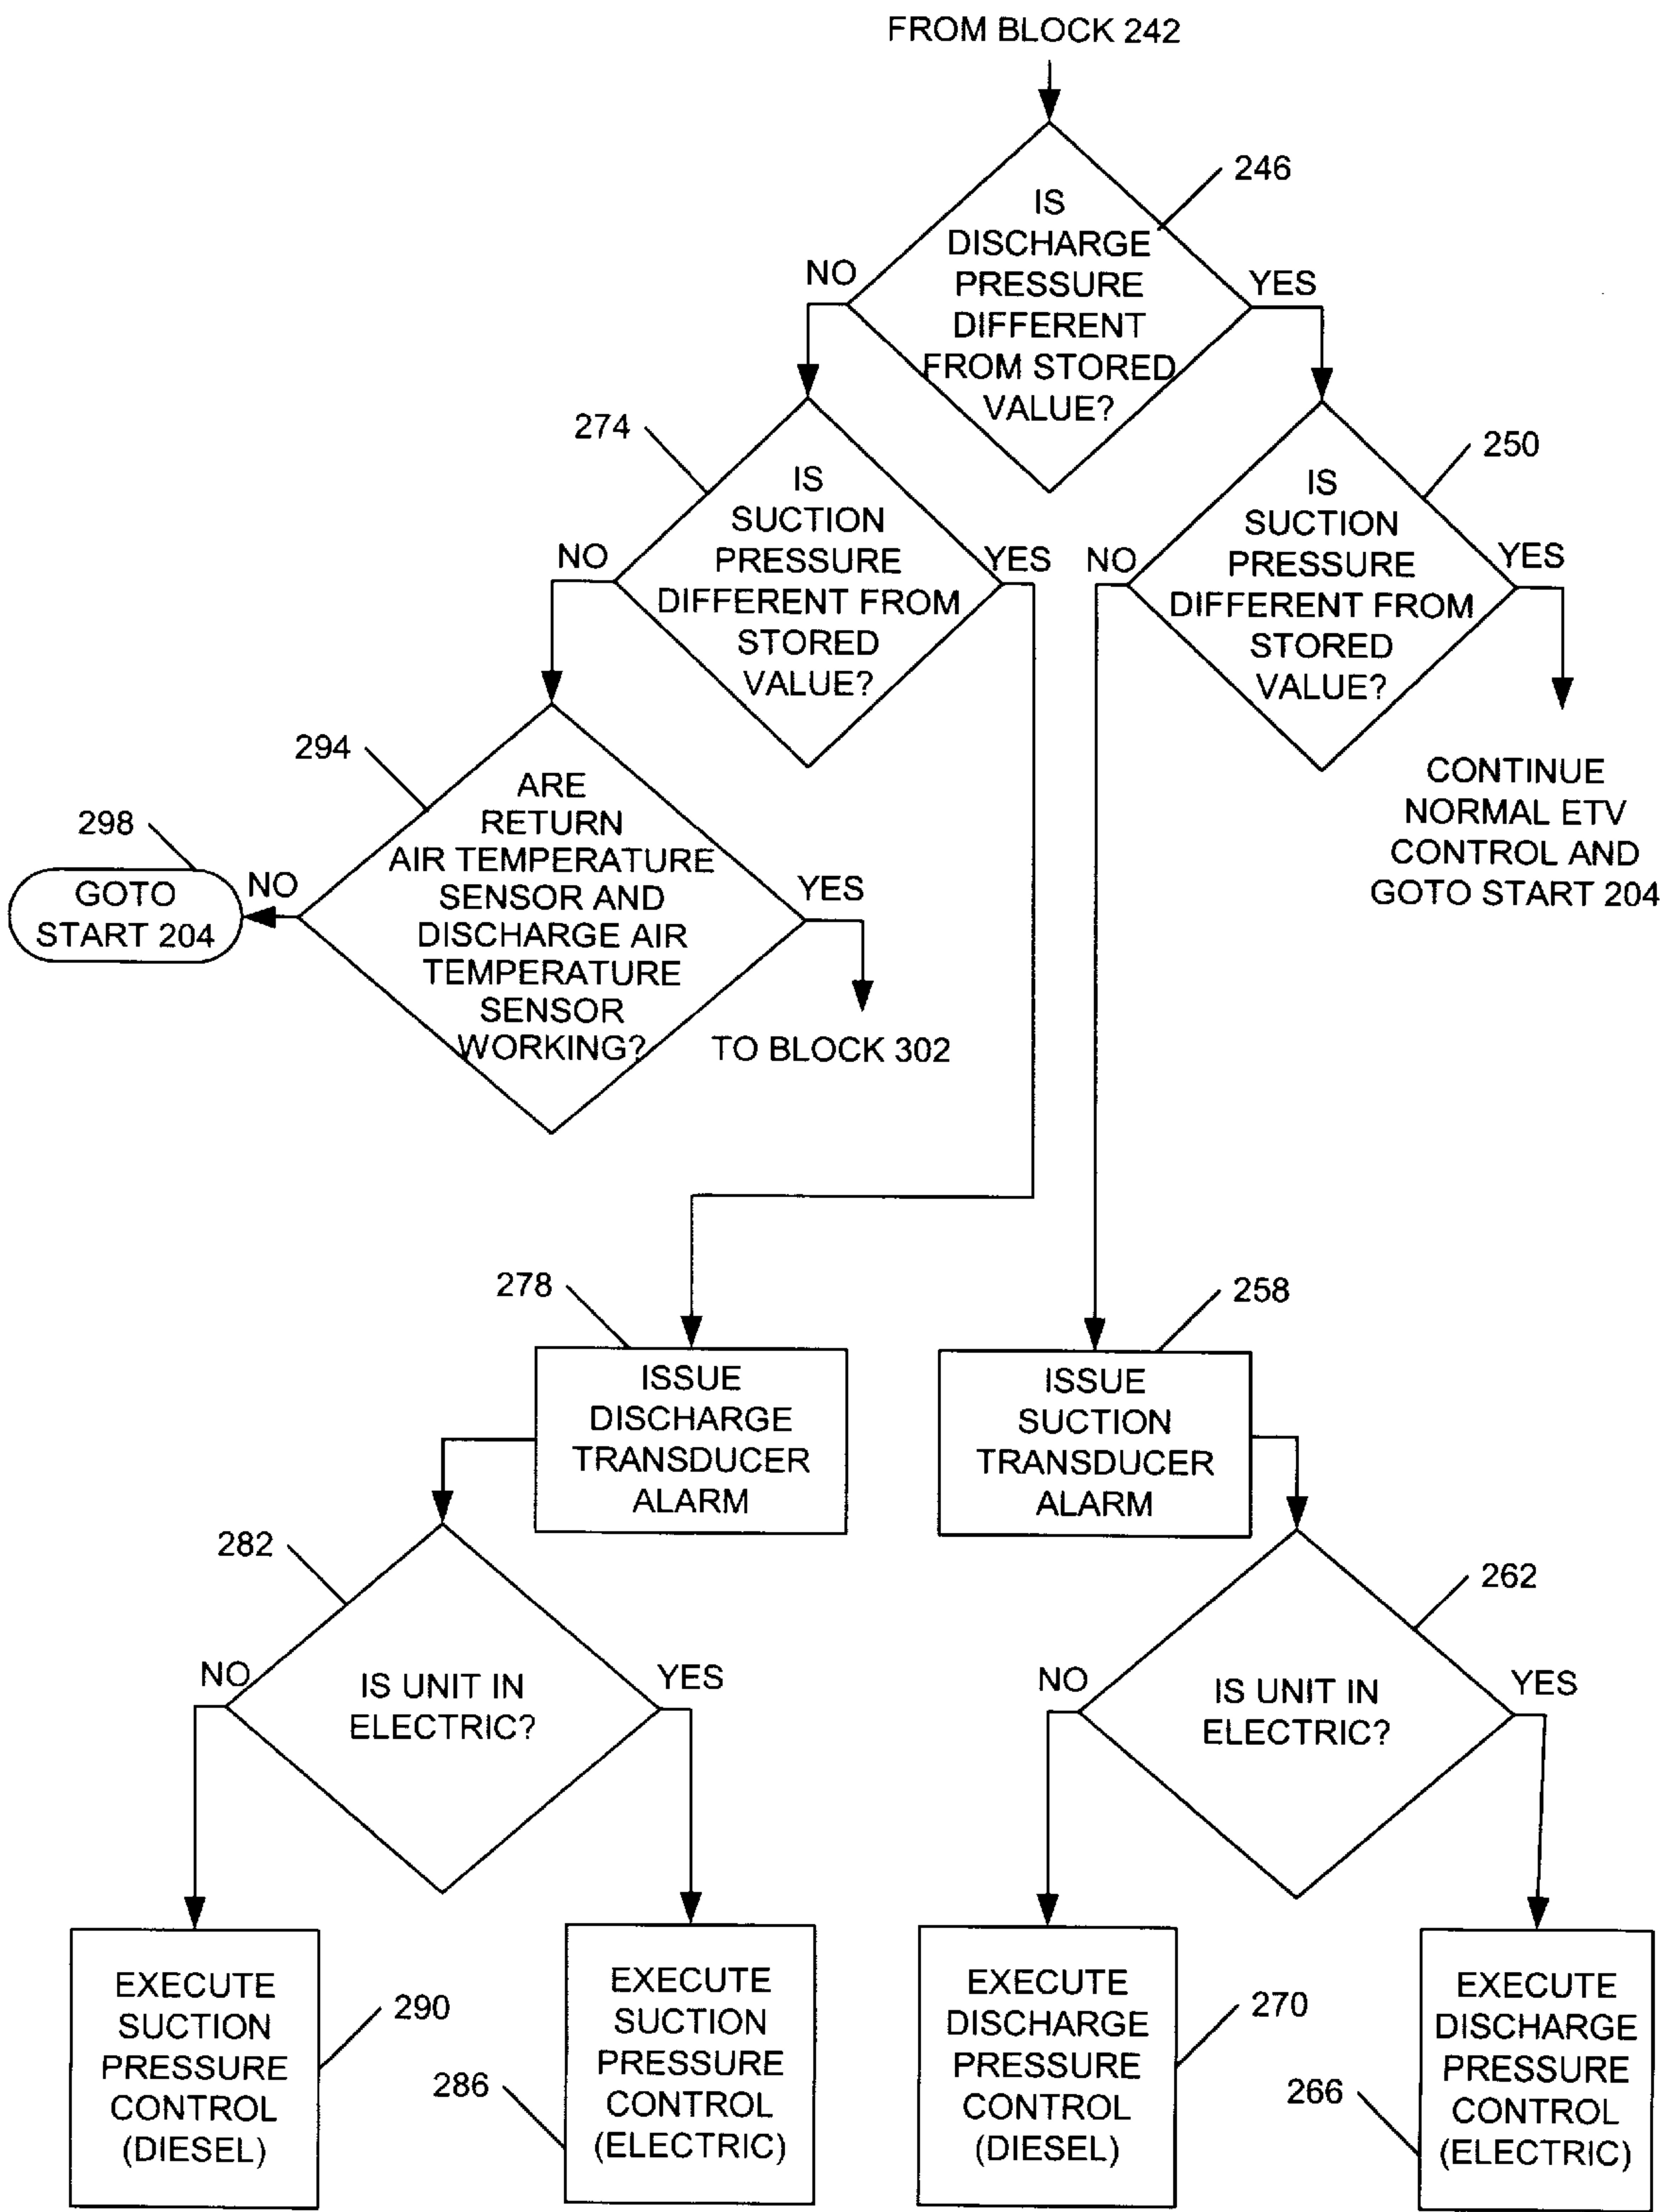 FROM BLOCK 242
246
IS
DISCHARGE
PRESSURE
DIFFERENT
FROM STORED
VALUE?
NO
YES
274
IS
SUCTION
PRESSURE
DIFFERENT FROM
STORED
VALUE?
NO
YES
250
IS
SUCTION
PRESSURE
DIFFERENT FROM
STORED
VALUE?
NO
YES
CONTINUE
NORMAL ETV
CONTROL AND
GOTO START 204
294
ARE
RETURN
AIR TEMPERATURE
SENSOR AND
DISCHARGE AIR
TEMPERATURE
SENSOR
WORKING?
NO
YES
298
GOTO
START 204
TO BLOCK 302
278
ISSUE
DISCHARGE
TRANSDUCER
ALARM
258
ISSUE
SUCTION
TRANSDUCER
ALARM
282
IS UNIT IN
ELECTRIC?
NO
YES
262
IS UNIT IN
ELECTRIC?
NO
YES
EXECUTE
SUCTION
PRESSURE
CONTROL
(DIESEL)
290
EXECUTE
SUCTION
PRESSURE
CONTROL
(ELECTRIC)
286
EXECUTE
DISCHARGE
PRESSURE
CONTROL
(DIESEL)
270
EXECUTE
DISCHARGE
PRESSURE
CONTROL
(ELECTRIC)
266